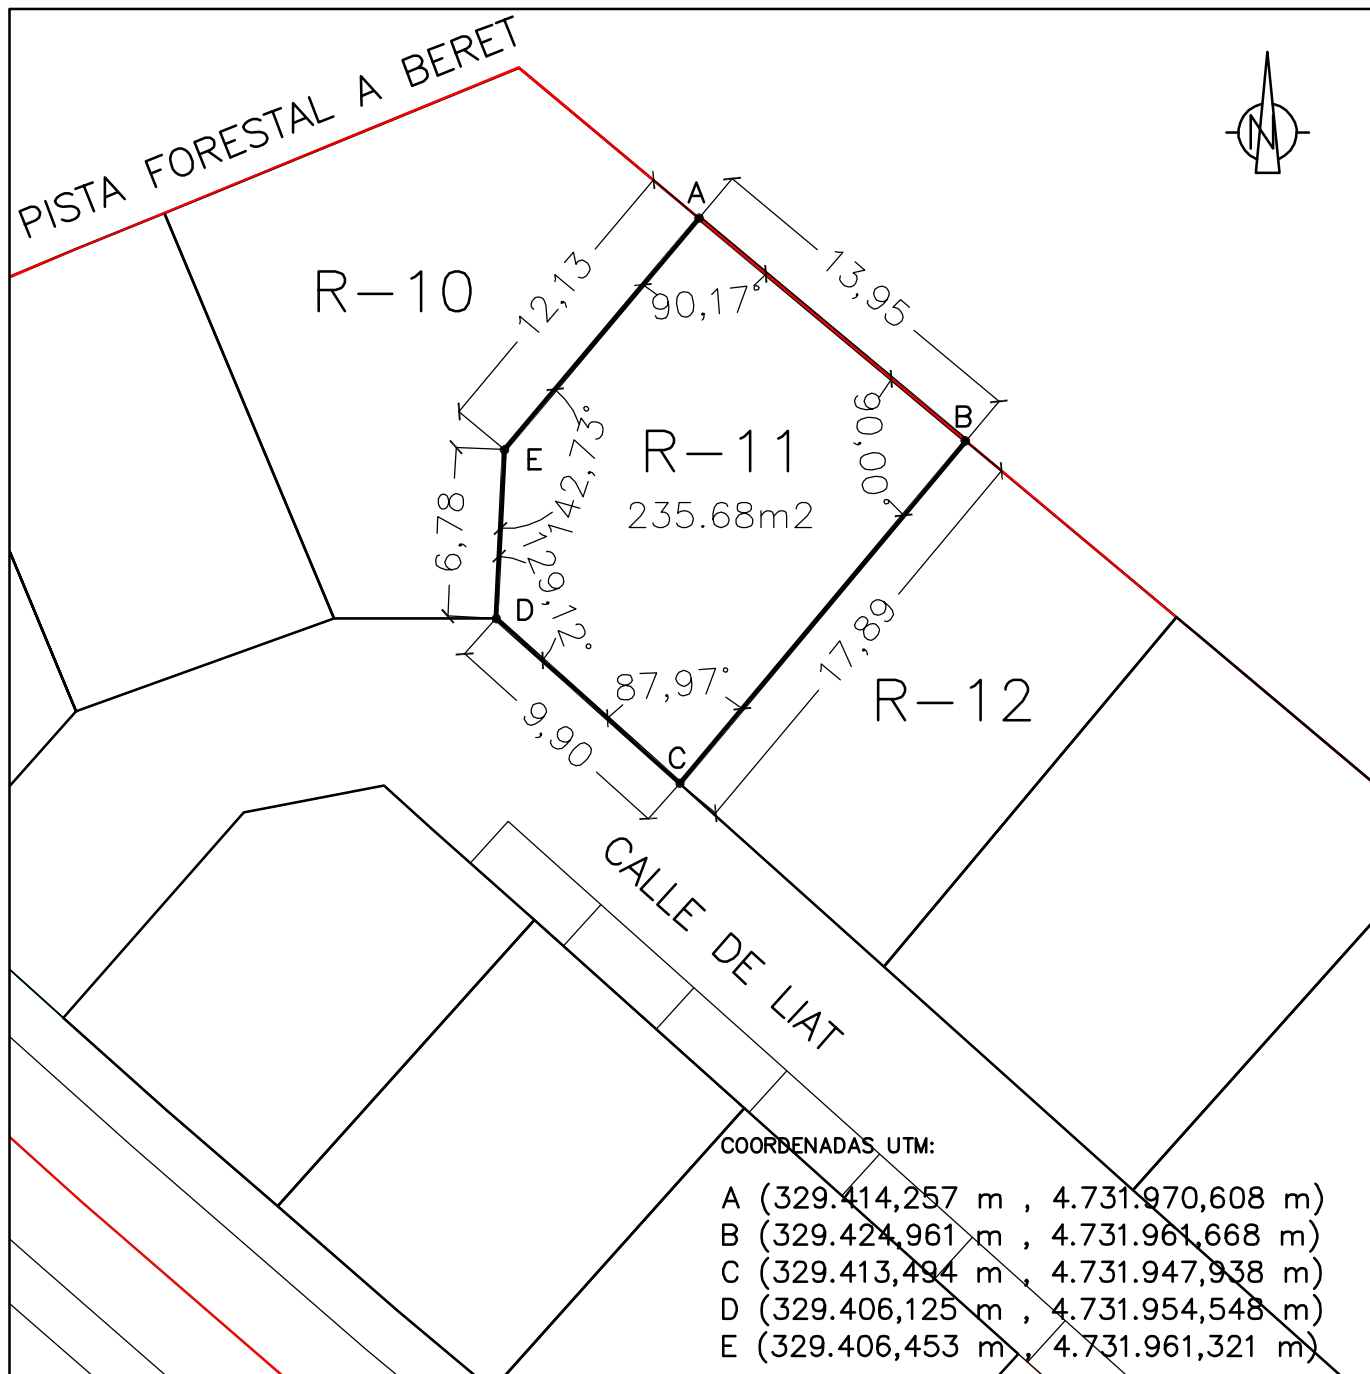 PISTA FORESTAL A BERET
N
A
13,95
12,13
90,17°
R-10
B
90,00°
E
142,73°
R-11
235.68m2
6,78
129,12°
D
17,89
87,97°
R-12
9,90
C
CALLE DE LIAT
COORDENADAS UTM:
A (329.414,257 m , 4.731.970,608 m)
B (329.424,961 m , 4.731.961,668 m)
C (329.413,494 m , 4.731.947,938 m)
D (329.406,125 m , 4.731.954,548 m)
E (329.406,453 m , 4.731.961,321 m)